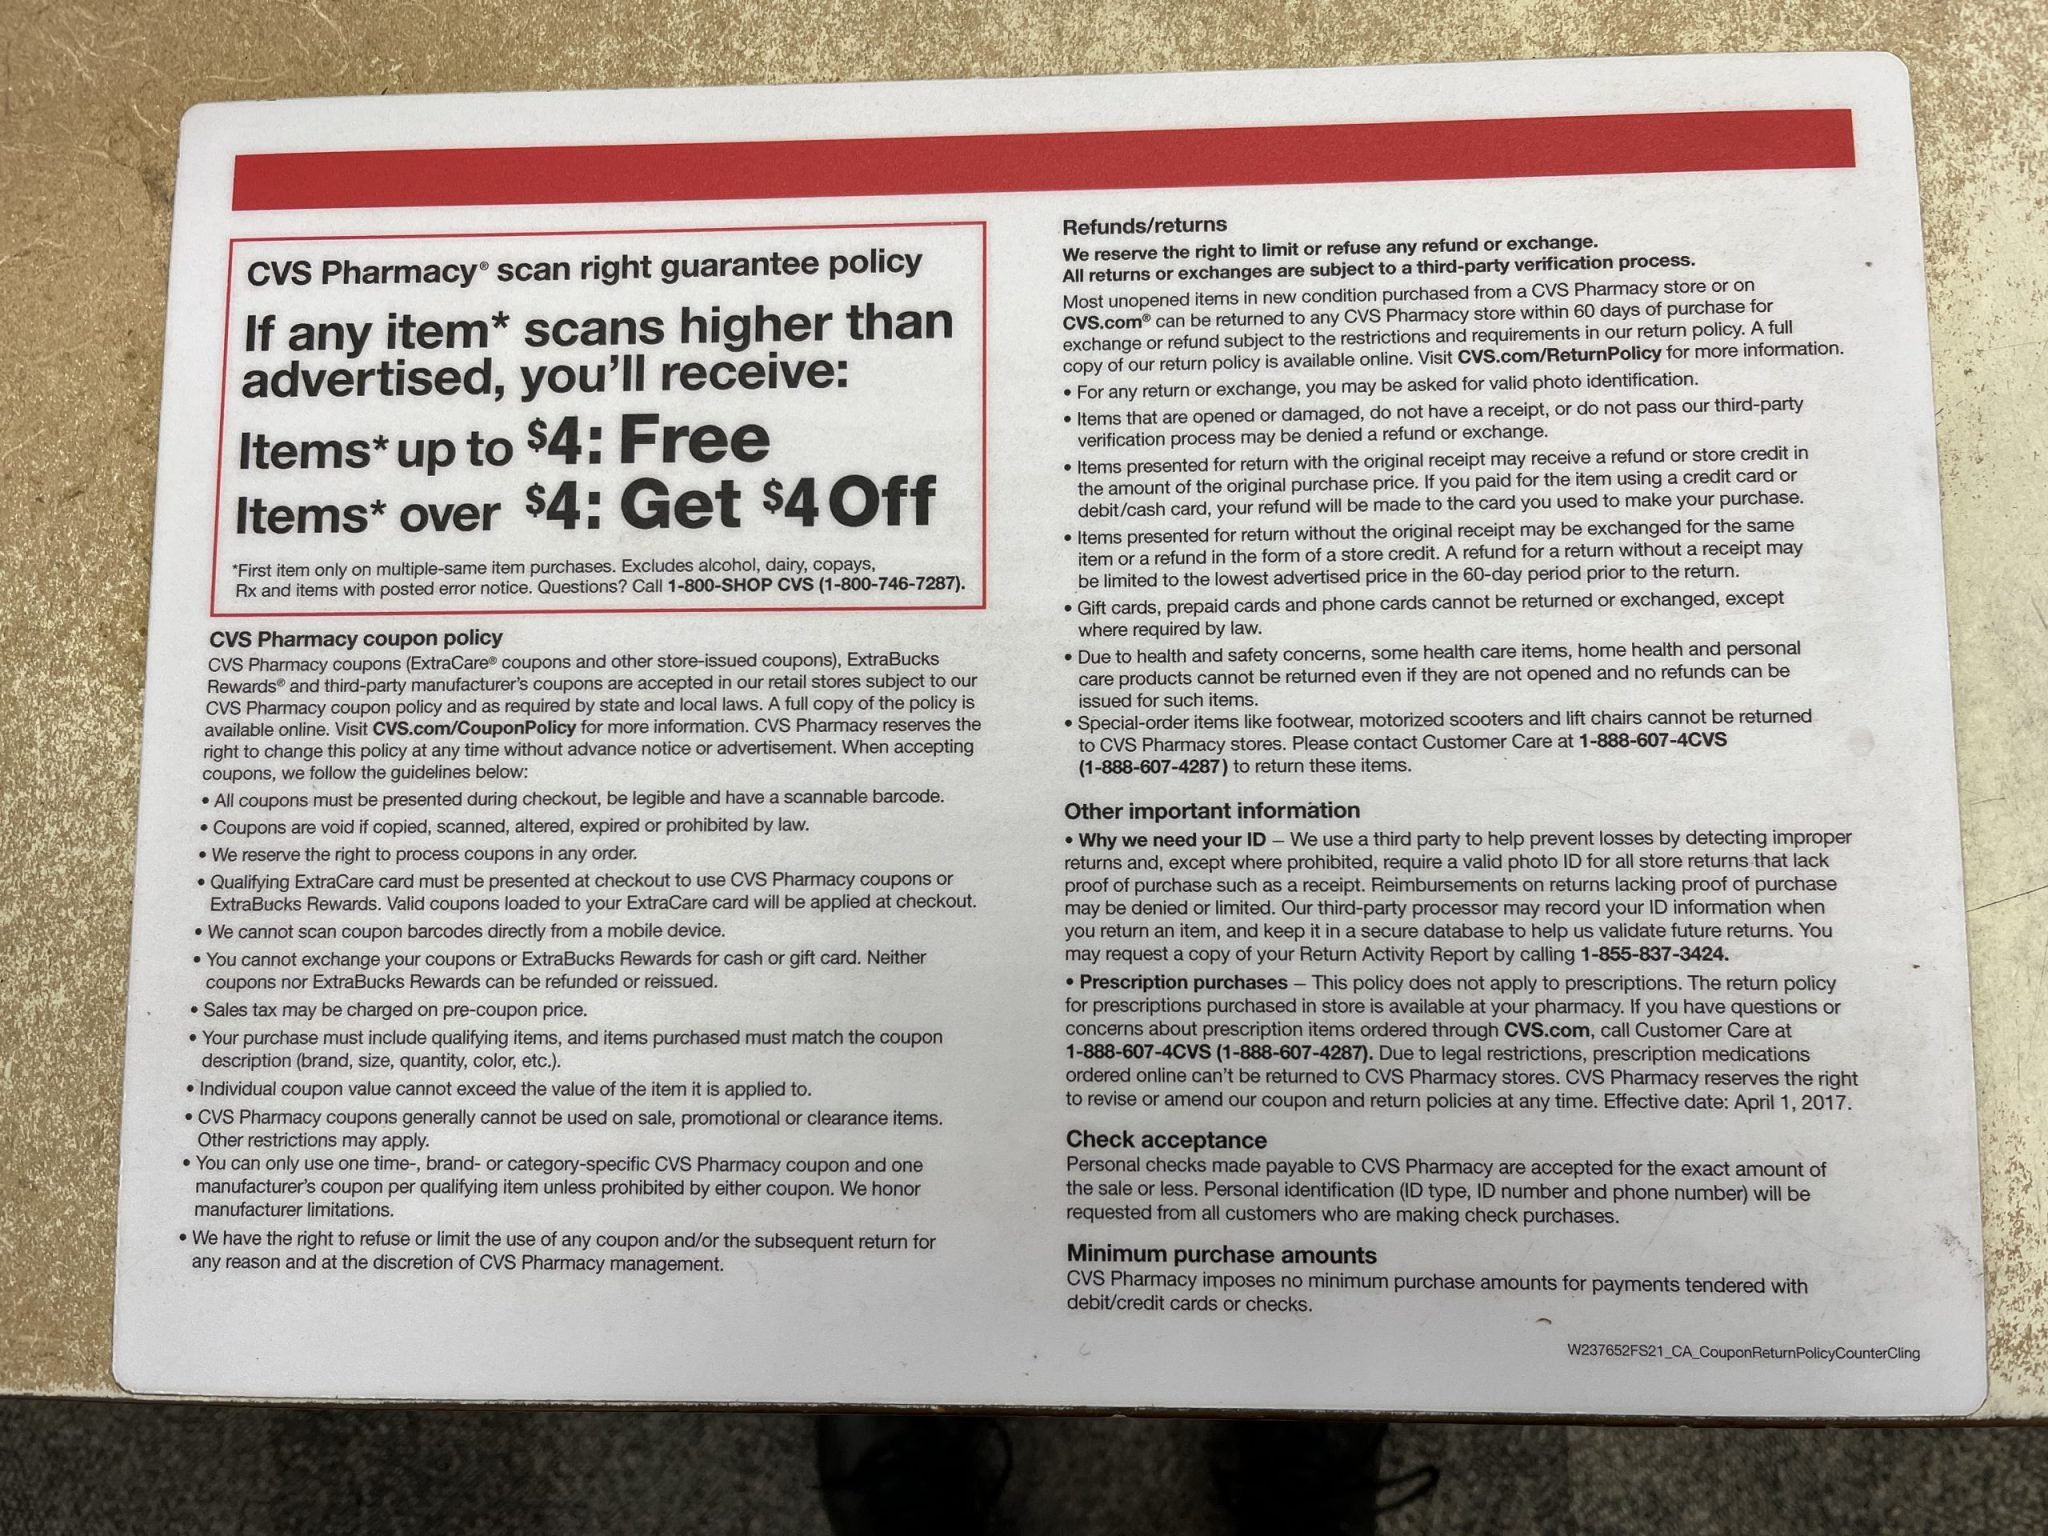 CVS Pharmacy® scan right guarantee policy
If any item* scans higher than
advertised, you'll receive:
Items* up to $4: Free
Items* over $4: Get $4 Off
*First item only on multiple-same item purchases. Excludes alcohol, dairy, copays,
Rx and items with posted error notice. Questions? Call 1-800-SHOP CVS (1-800-746-7287).
CVS Pharmacy coupon policy
CVS Pharmacy coupons (ExtraCare® coupons and other store-issued coupons), ExtraBucks
Rewards® and third-party manufacturer's coupons are accepted in our retail stores subject to our
CVS Pharmacy coupon policy and as required by state and local laws. A full copy of the policy is
available online. Visit CVS.com/CouponPolicy for more information. CVS Pharmacy reserves the
right to change this policy at any time without advance notice or advertisement. When accepting
coupons, we follow the guidelines below:
• All coupons must be presented during checkout, be legible and have a scannable barcode.
• Coupons are void if copied, scanned, altered, expired or prohibited by law.
• We reserve the right to process coupons in any order.
• Qualifying ExtraCare card must be presented at checkout to use CVS Pharmacy coupons or
ExtraBucks Rewards. Valid coupons loaded to your ExtraCare card will be applied at checkout.
• We cannot scan coupon barcodes directly from a mobile device.
• You cannot exchange your coupons or ExtraBucks Rewards for cash or gift card. Neither
coupons nor ExtraBucks Rewards can be refunded or reissued.
• Sales tax may be charged on pre-coupon price.
• Your purchase must include qualifying items, and items purchased must match the coupon
description (brand, size, quantity, color, etc.).
• Individual coupon value cannot exceed the value of the item it is applied to.
• CVS Pharmacy coupons generally cannot be used on sale, promotional or clearance items.
Other restrictions may apply.
• You can only use one time-, brand- or category-specific CVS Pharmacy coupon and one
manufacturer's coupon per qualifying item unless prohibited by either coupon. We honor
manufacturer limitations.
• We have the right to refuse or limit the use of any coupon and/or the subsequent return for
any reason and at the discretion of CVS Pharmacy management.
Refunds/returns
We reserve the right to limit or refuse any refund or exchange.
All returns or exchanges are subject to a third-party verification process.
Most unopened items in new condition purchased from a CVS Pharmacy store or on
CVS.com® can be returned to any CVS Pharmacy store within 60 days of purchase for
exchange or refund subject to the restrictions and requirements in our return policy. A full
copy of our return policy is available online. Visit CVS.com/ReturnPolicy for more information.
• For any return or exchange, you may be asked for valid photo identification.
• Items that are opened or damaged, do not have a receipt, or do not pass our third-party
verification process may be denied a refund or exchange.
• Items presented for return with the original receipt may receive a refund or store credit in
the amount of the original purchase price. If you paid for the item using a credit card or
debit/cash card, your refund will be made to the card you used to make your purchase.
• Items presented for return without the original receipt may be exchanged for the same
item or a refund in the form of a store credit. A refund for a return without a receipt may
be limited to the lowest advertised price in the 60-day period prior to the return.
• Gift cards, prepaid cards and phone cards cannot be returned or exchanged, except
where required by law.
• Due to health and safety concerns, some health care items, home health and personal
care products cannot be returned even if they are not opened and no refunds can be
issued for such items.
• Special-order items like footwear, motorized scooters and lift chairs cannot be returned
to CVS Pharmacy stores. Please contact Customer Care at 1-888-607-4CVS
(1-888-607-4287) to return these items.
Other important information
• Why we need your ID – We use a third party to help prevent losses by detecting improper
returns and, except where prohibited, require a valid photo ID for all store returns that lack
proof of purchase such as a receipt. Reimbursements on returns lacking proof of purchase
may be denied or limited. Our third-party processor may record your ID information when
you return an item, and keep it in a secure database to help us validate future returns. You
may request a copy of your Return Activity Report by calling 1-855-837-3424.
• Prescription purchases – This policy does not apply to prescriptions. The return policy
for prescriptions purchased in store is available at your pharmacy. If you have questions or
concerns about prescription items ordered through CVS.com, call Customer Care at
1-888-607-4CVS (1-888-607-4287). Due to legal restrictions, prescription medications
ordered online can't be returned to CVS Pharmacy stores. CVS Pharmacy reserves the right
to revise or amend our coupon and return policies at any time. Effective date: April 1, 2017.
Check acceptance
Personal checks made payable to CVS Pharmacy are accepted for the exact amount of
the sale or less. Personal identification (ID type, ID number and phone number) will be
requested from all customers who are making check purchases.
Minimum purchase amounts
CVS Pharmacy imposes no minimum purchase amounts for payments tendered with
debit/credit cards or checks.
W237652FS21_CA_CouponReturnPolicyCounterCling